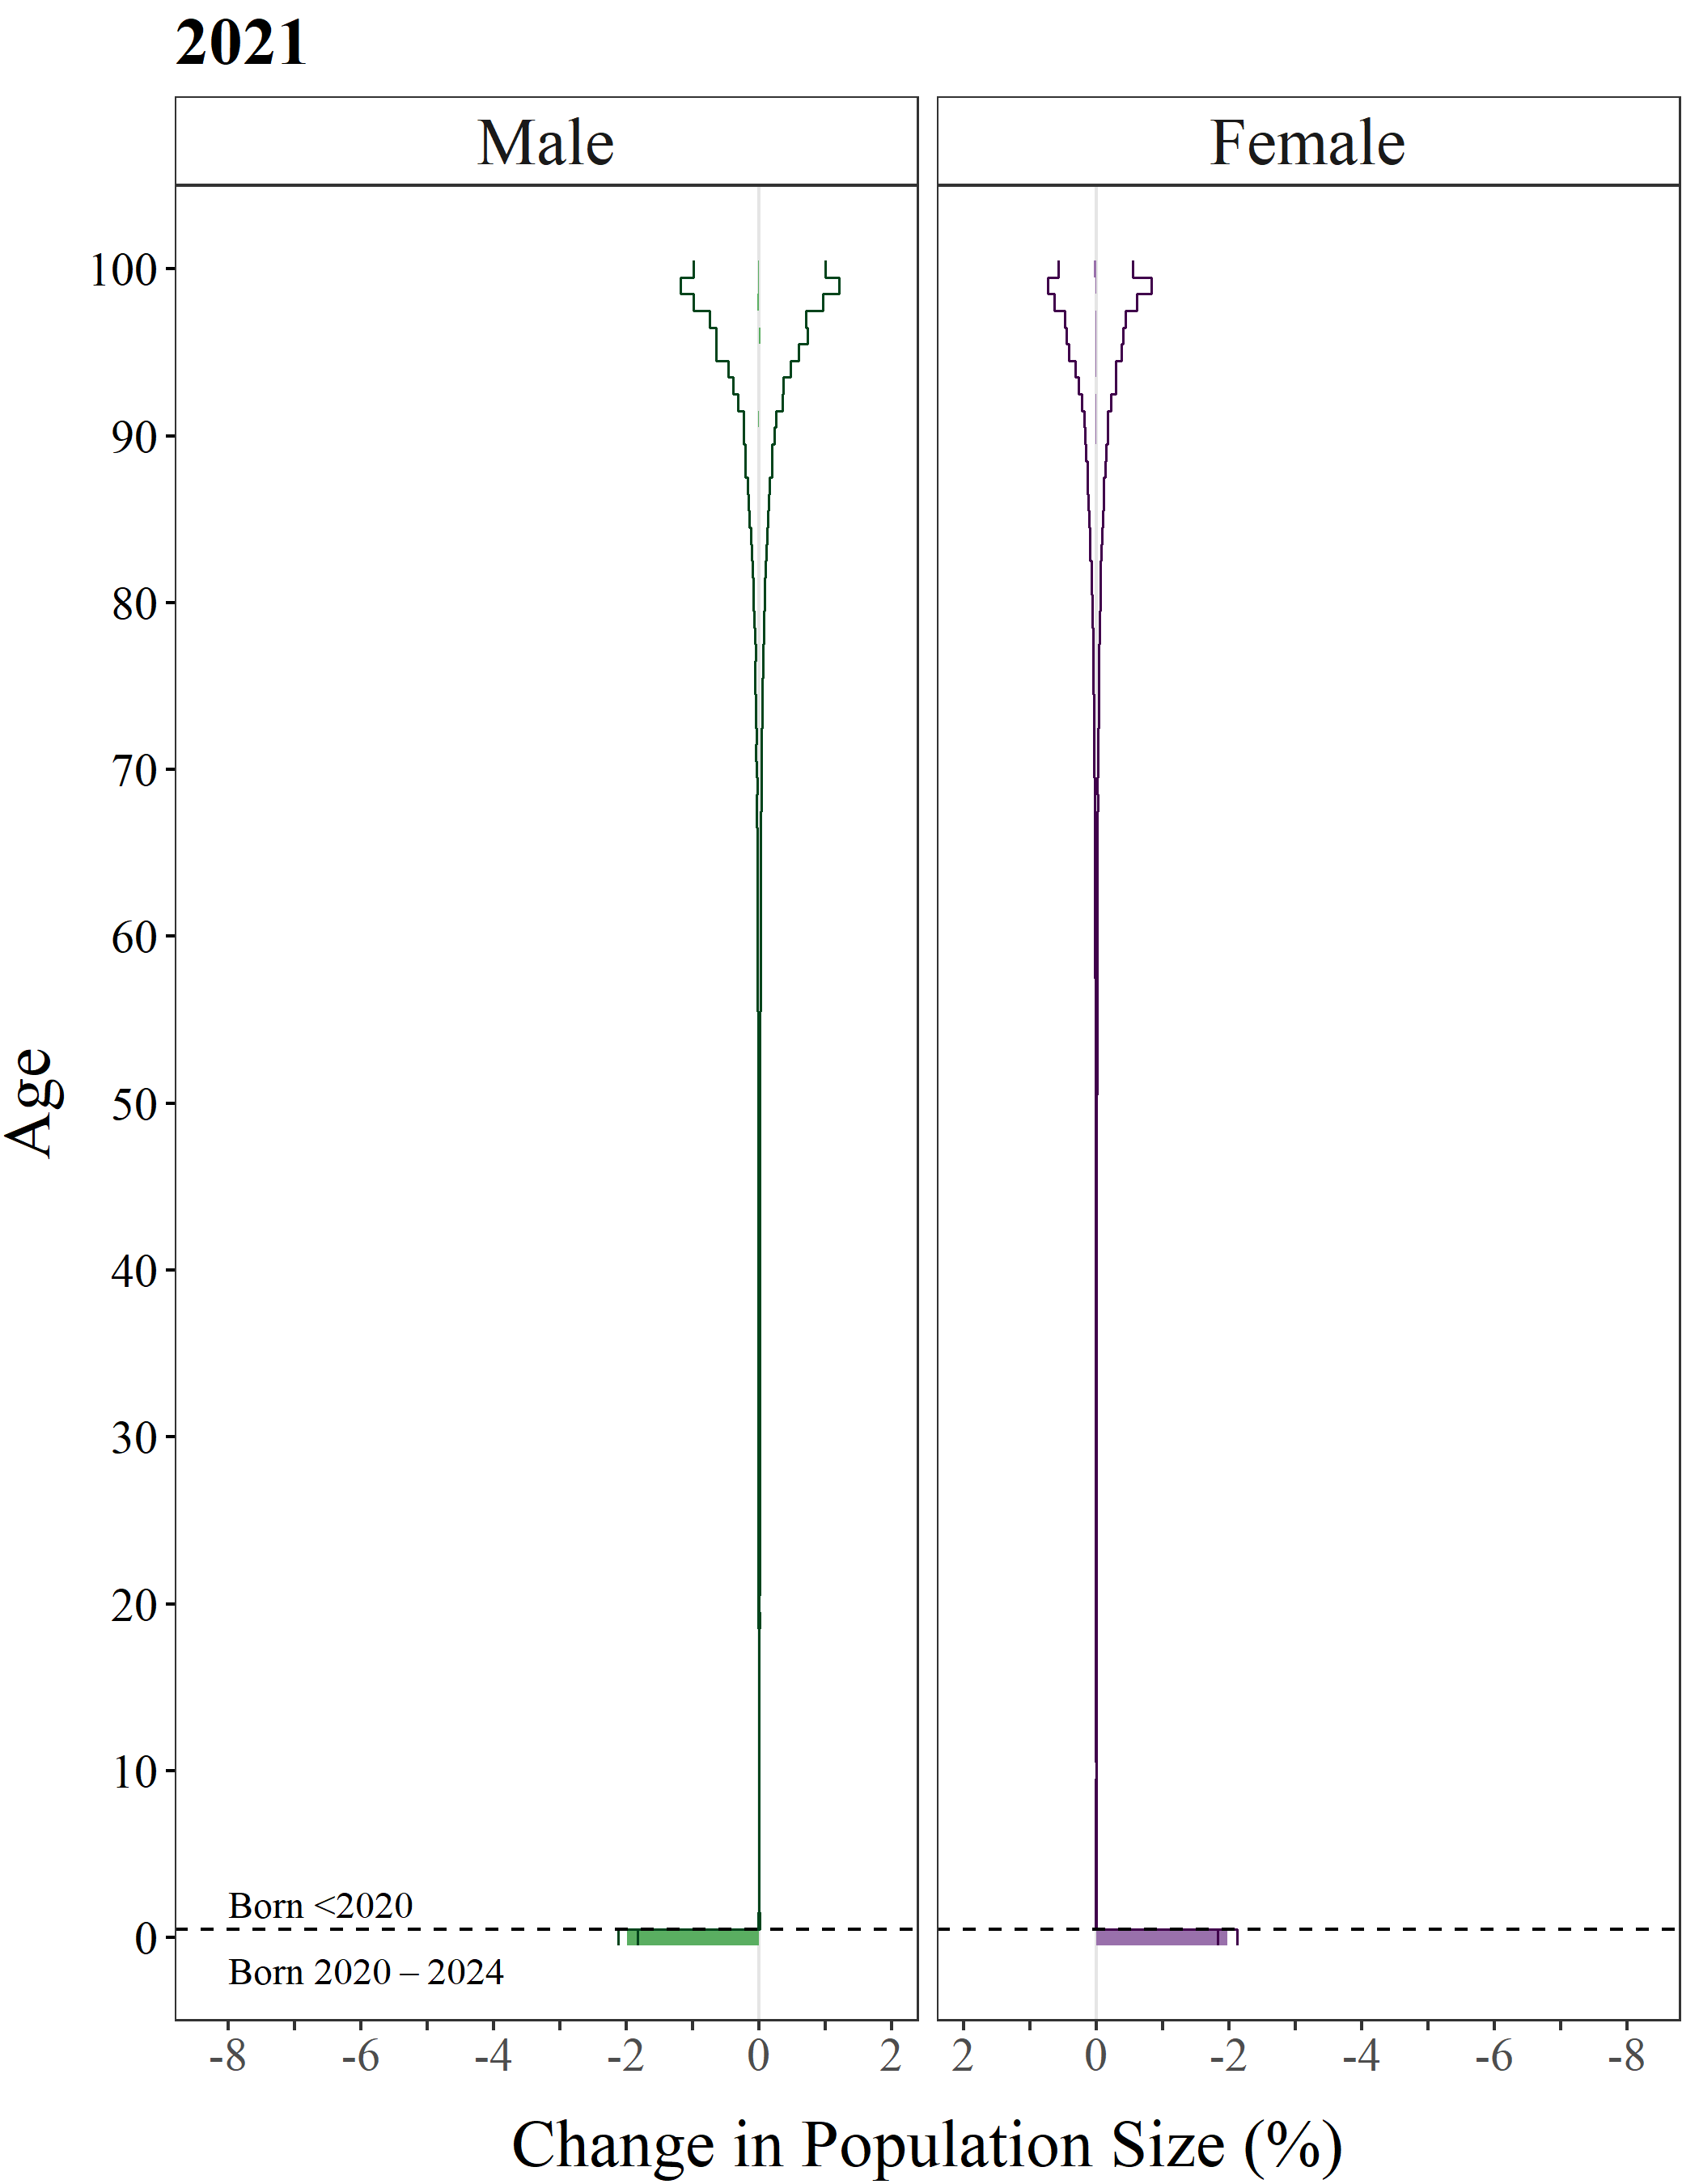 2021
Male Female
100
90
80
70
60
50
40
30
20
10
0
Age
Born <2020
Born 2020 – 2024
-8 -6 -4 -2 0 2 2 0 -2 -4 -6 -8
Change in Population Size (%)